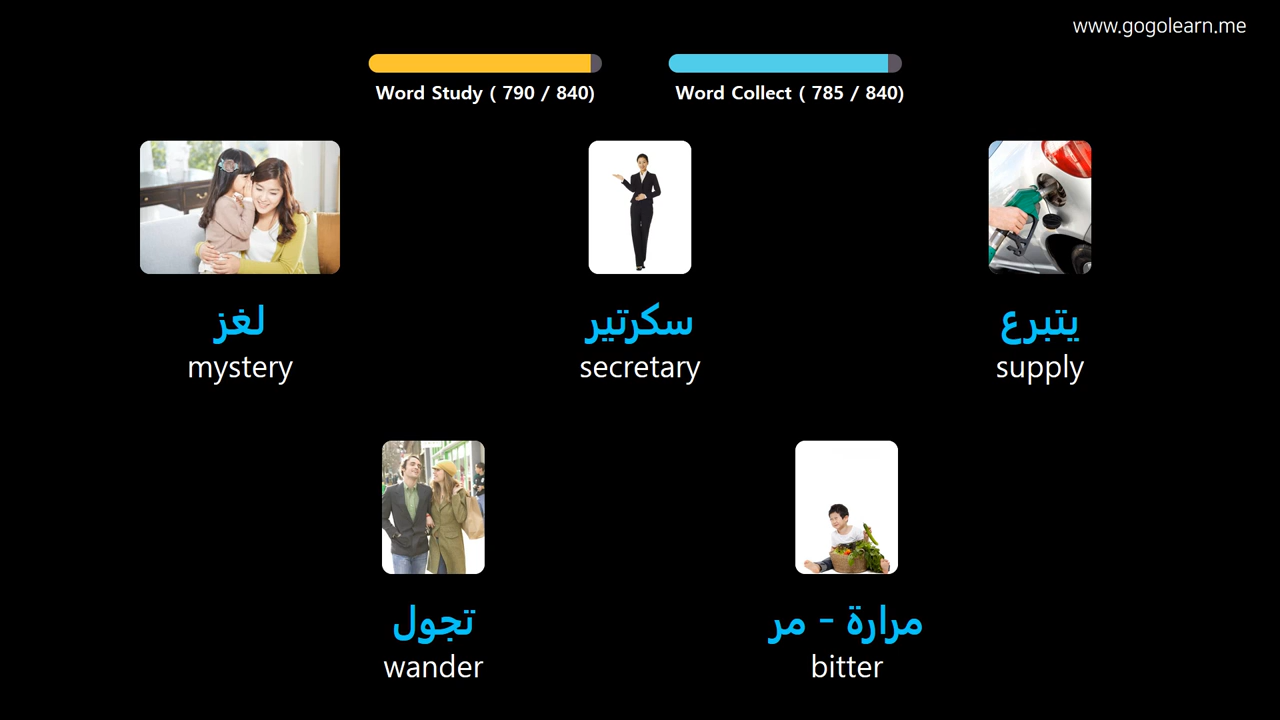 www.gogolearn.me
Word Study ( 790 / 840)
Word Collect ( 785 / 840)
لغز
mystery
سكرتير
secretary
يتبرع
supply
تجول
wander
مرارة - مر
bitter